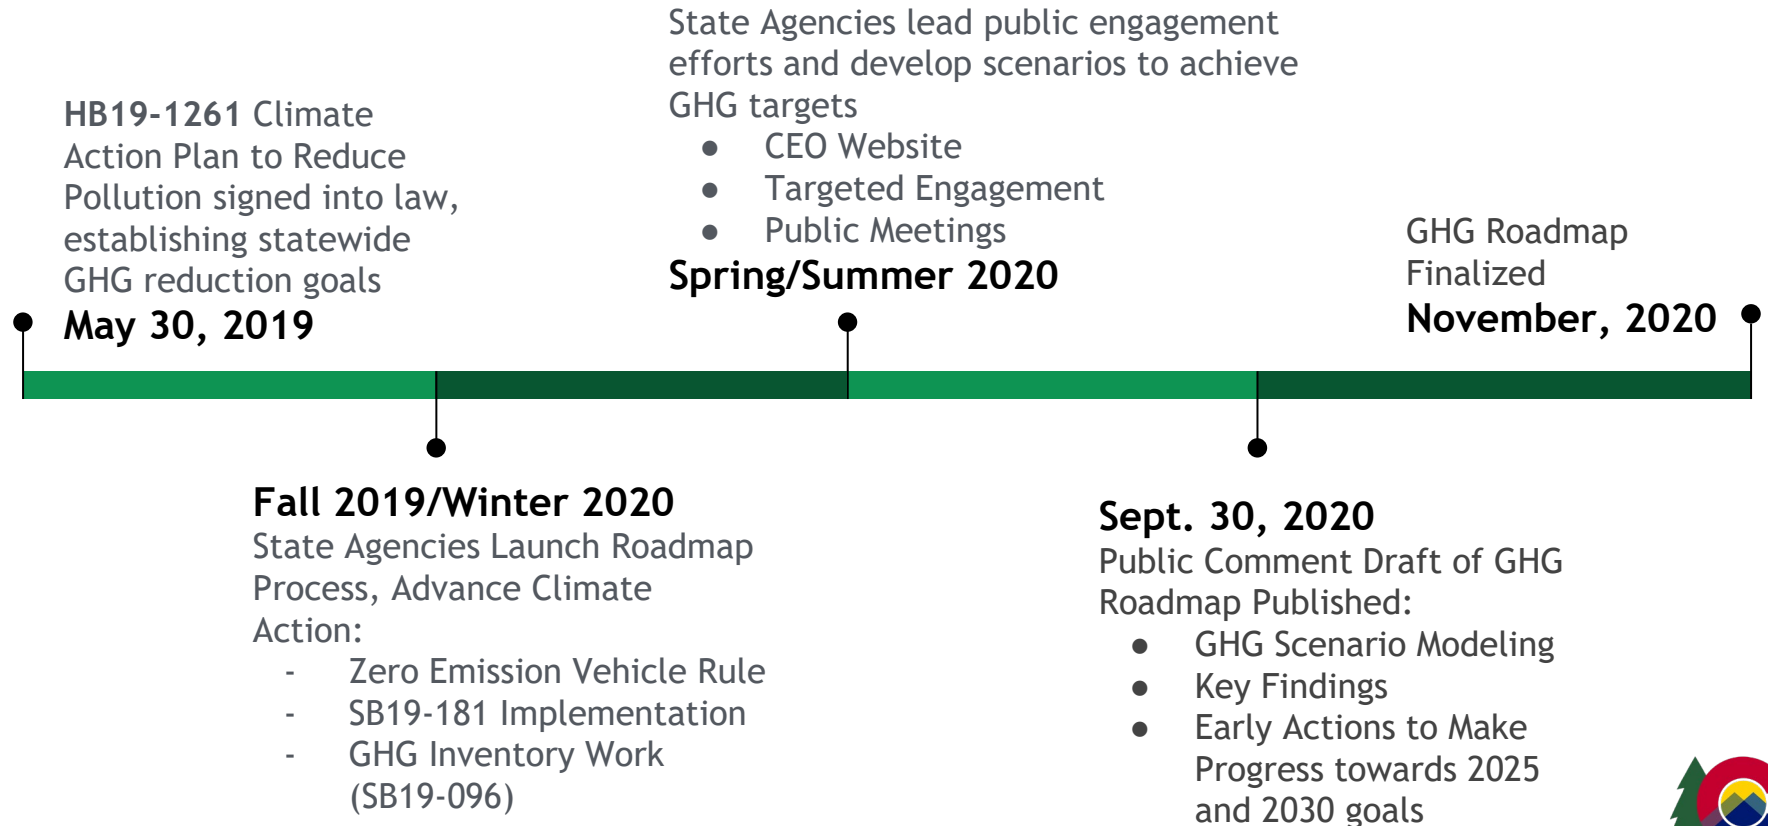 HB19-1261 Climate
Action Plan to Reduce
Pollution signed into law,
establishing statewide
GHG reduction goals
May 30, 2019
Fall 2019/Winter 2020
State Agencies Launch Roadmap
Process, Advance Climate
Action:
- Zero Emission Vehicle Rule
- SB19-181 Implementation
- GHG Inventory Work
(SB19-096)
State Agencies lead public engagement
efforts and develop scenarios to achieve
GHG targets
● CEO Website
● Targeted Engagement
● Public Meetings
Spring/Summer 2020
Sept. 30, 2020
Public Comment Draft of GHG
Roadmap Published:
● GHG Scenario Modeling
● Key Findings
● Early Actions to Make
Progress towards 2025
and 2030 goals
GHG Roadmap
Finalized
November, 2020